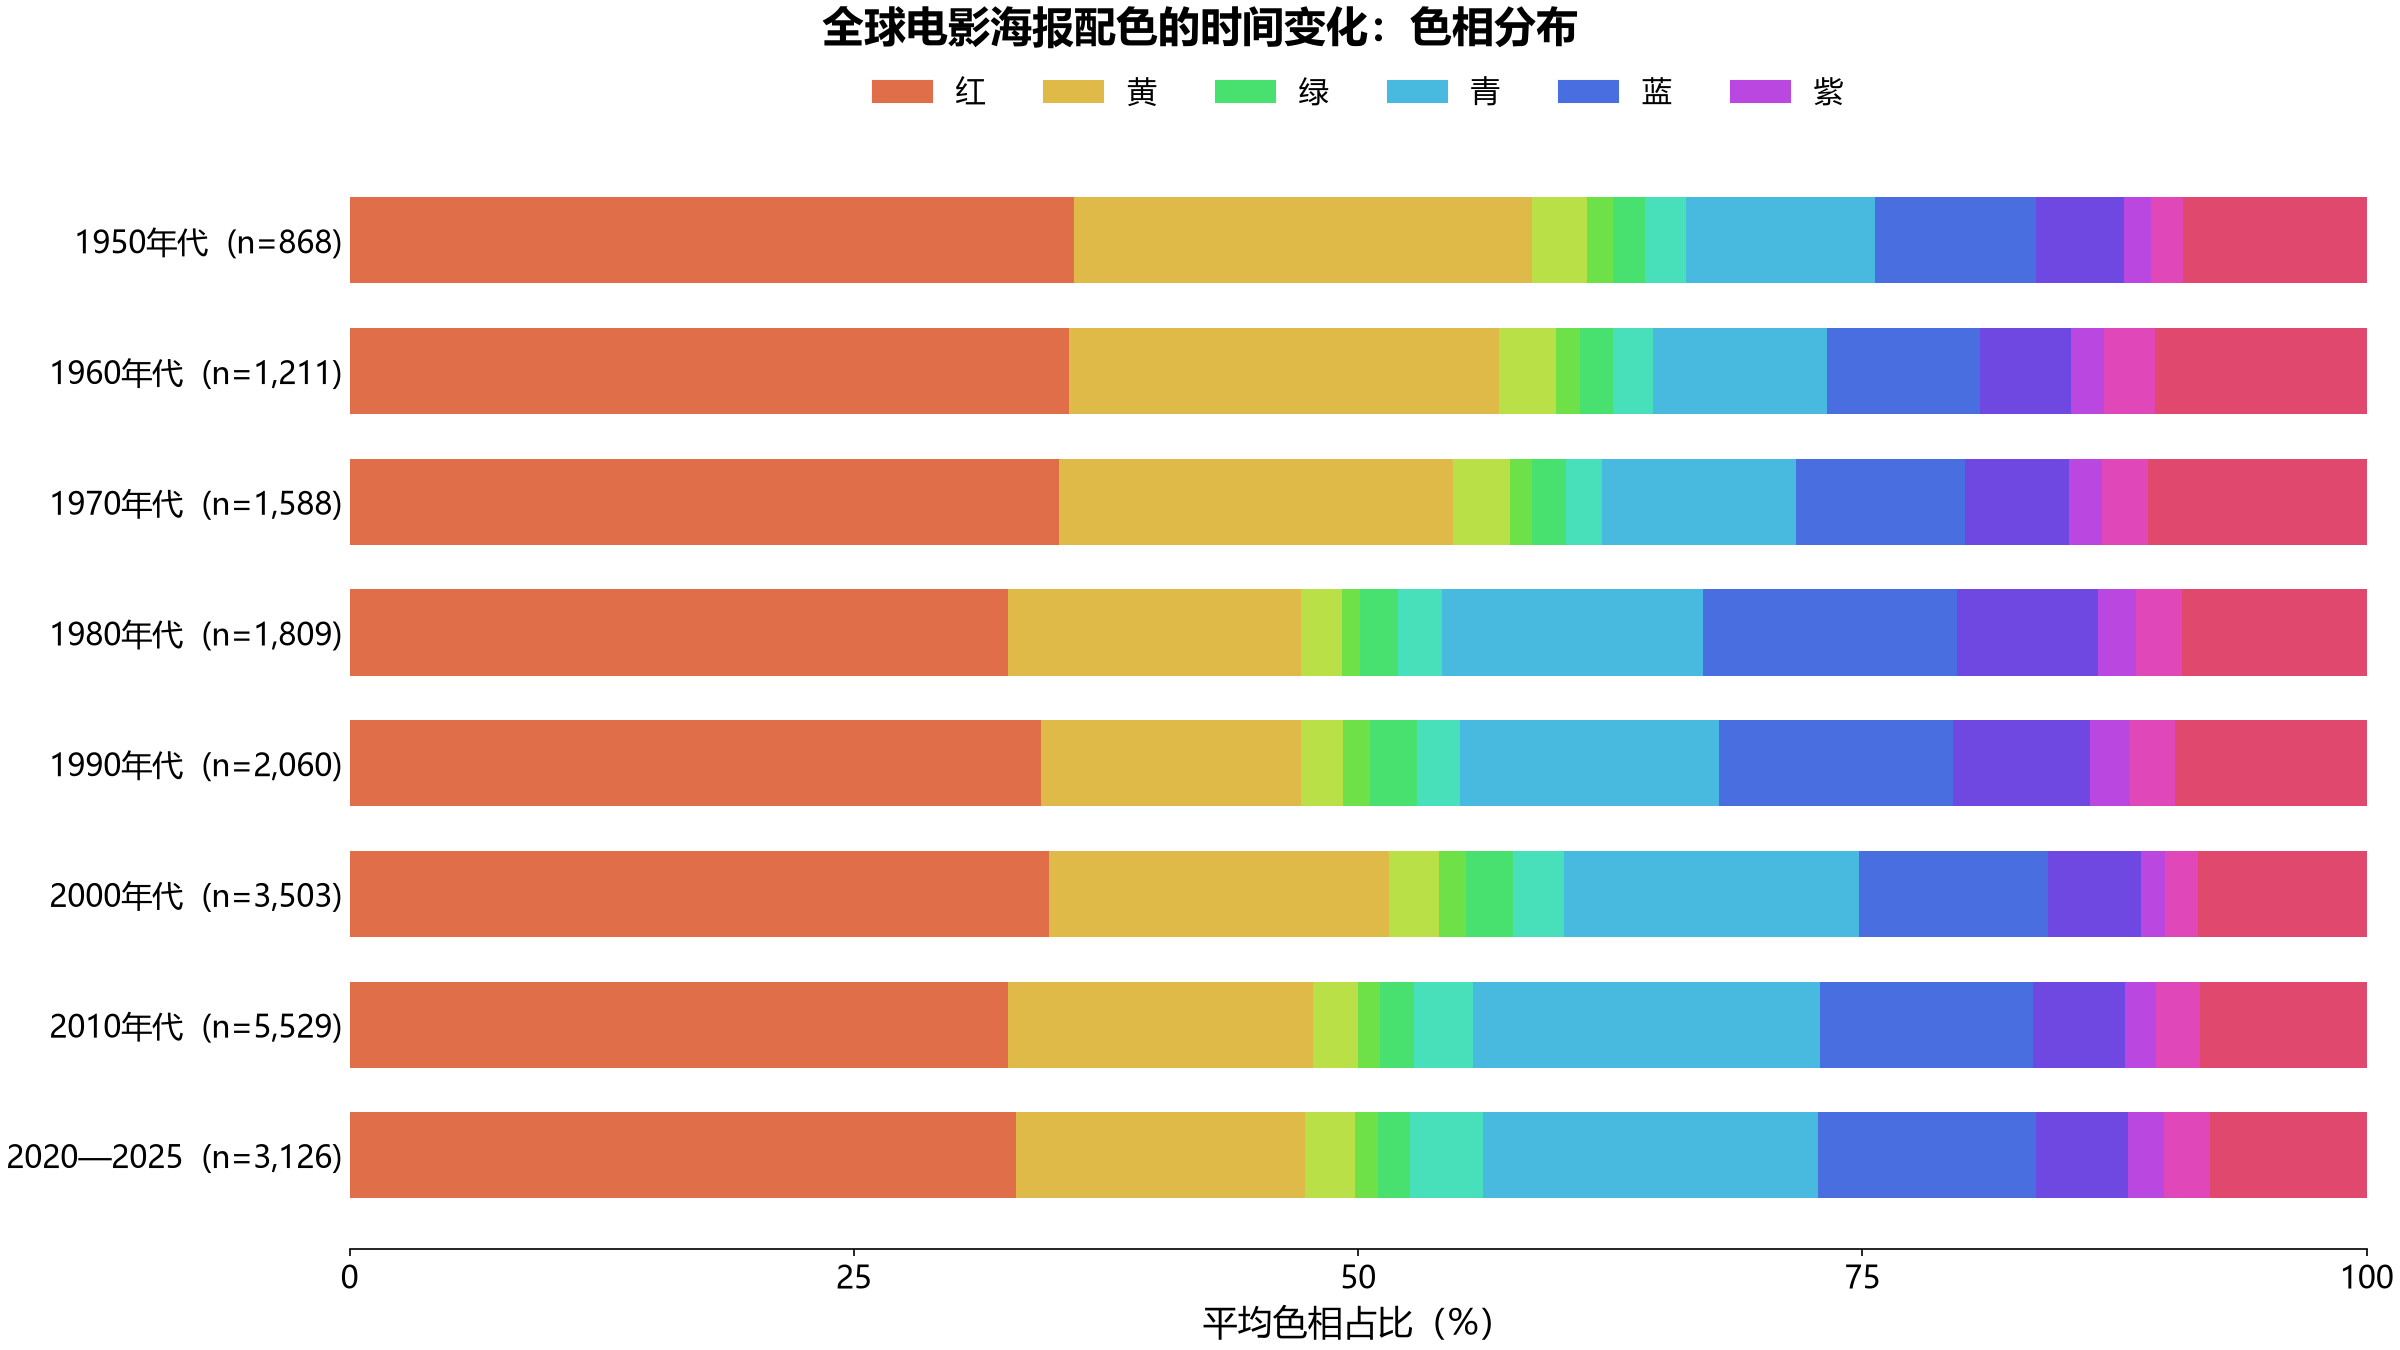 全球电影海报配色的时间变化：色相分布
红 黄 绿 青 蓝 紫
1950年代（n=868）
1960年代（n=1,211）
1970年代（n=1,588）
1980年代（n=1,809）
1990年代（n=2,060）
2000年代（n=3,503）
2010年代（n=5,529）
2020—2025（n=3,126）
0 25 50 75 100
平均色相占比（%）